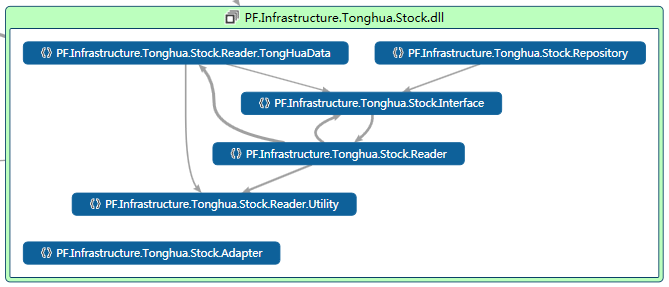 PF.Infrastructure.Tonghua.Stock.dll
PF.Infrastructure.Tonghua.Stock.Reader.TongHuaData
PF.Infrastructure.Tonghua.Stock.Repository
PF.Infrastructure.Tonghua.Stock.Interface
PF.Infrastructure.Tonghua.Stock.Reader
PF.Infrastructure.Tonghua.Stock.Reader.Utility
PF.Infrastructure.Tonghua.Stock.Adapter